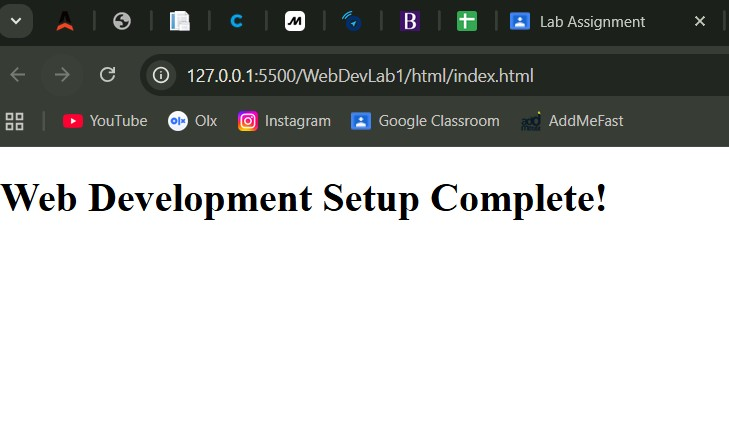 Lab Assignment
127.0.0.1:5500/WebDevLab1/html/index.html
YouTube Olx Instagram Google Classroom AddMeFast
Web Development Setup Complete!